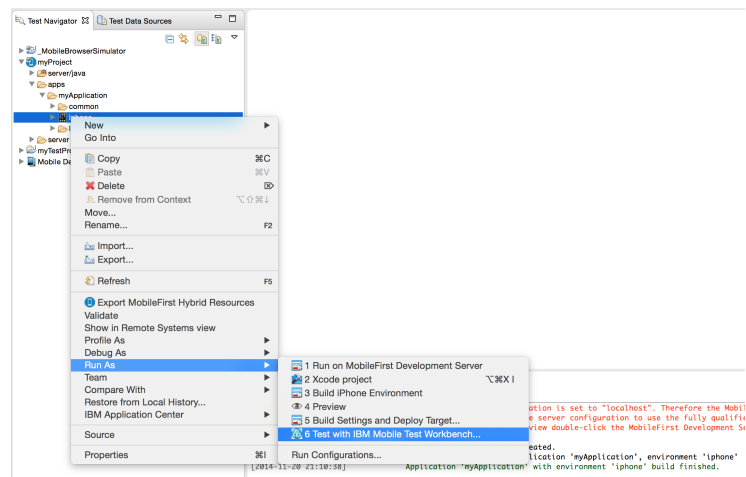 Test Navigator
Test Data Sources
_MobileBrowserSimulator
myProject
server/java
apps
myApplication
common
iphone
server
myTestPro
Mobile De
New
Go Into
Copy ⌘C
Paste ⌘V
Delete ⌦
Remove from Context ⌥⇧⌘↓
Move...
Rename... F2
Import...
Export...
Refresh F5
Export MobileFirst Hybrid Resources
Validate
Show in Remote Systems view
Profile As
Debug As
Run As
Team
Compare With
Restore from Local History...
IBM Application Center
Source
Properties ⌘I
1 Run on MobileFirst Development Server
2 Xcode project ⌥⌘X I
3 Build iPhone Environment
4 Preview
5 Build Settings and Deploy Target...
6 Test with IBM Mobile Test Workbench...
Run Configurations...
ation is set to "localhost". Therefore the Mobil
e server configuration to use the fully qualifie
view double-click the MobileFirst Development Se
eated.
lication 'myApplication', environment 'iphone'
[2014-11-20 21:10:38] Application 'myApplication' with environment 'iphone' build finished.